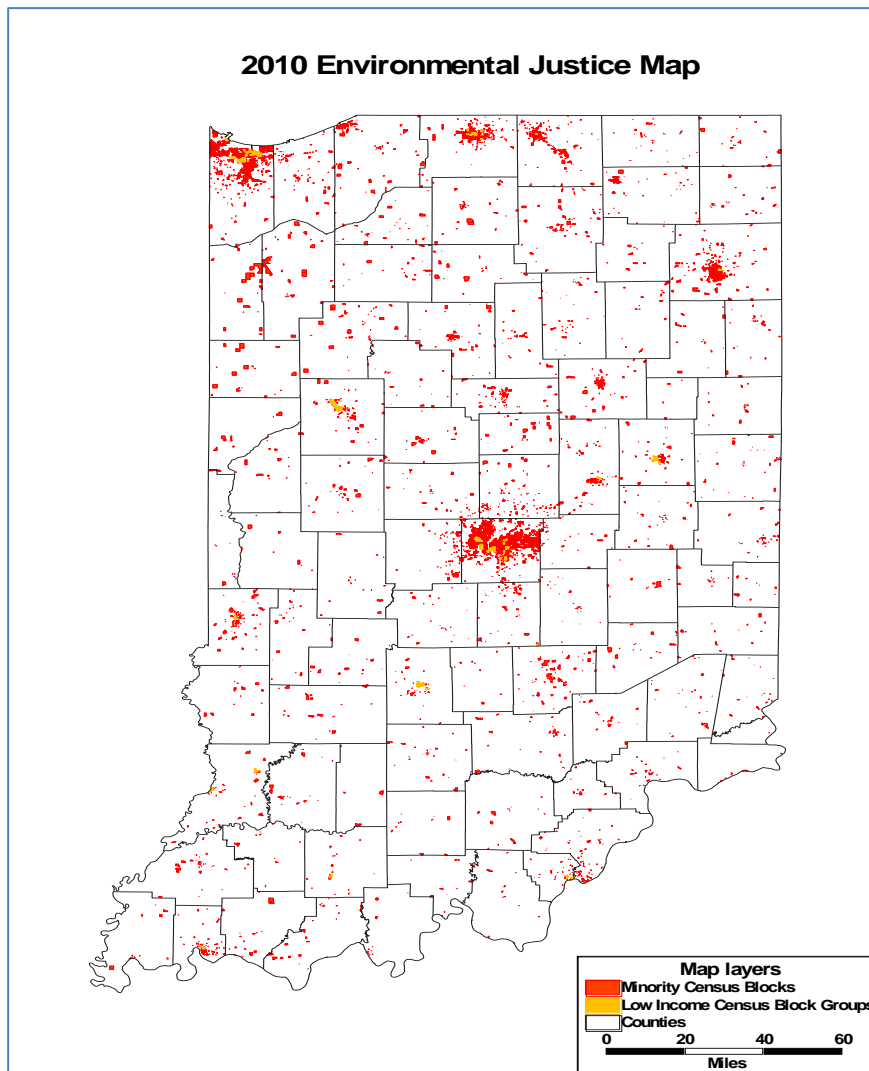 2010 Environmental Justice Map
Map layers
Minority Census Blocks
Low Income Census Block Groups
Counties
0 20 40 60
Miles